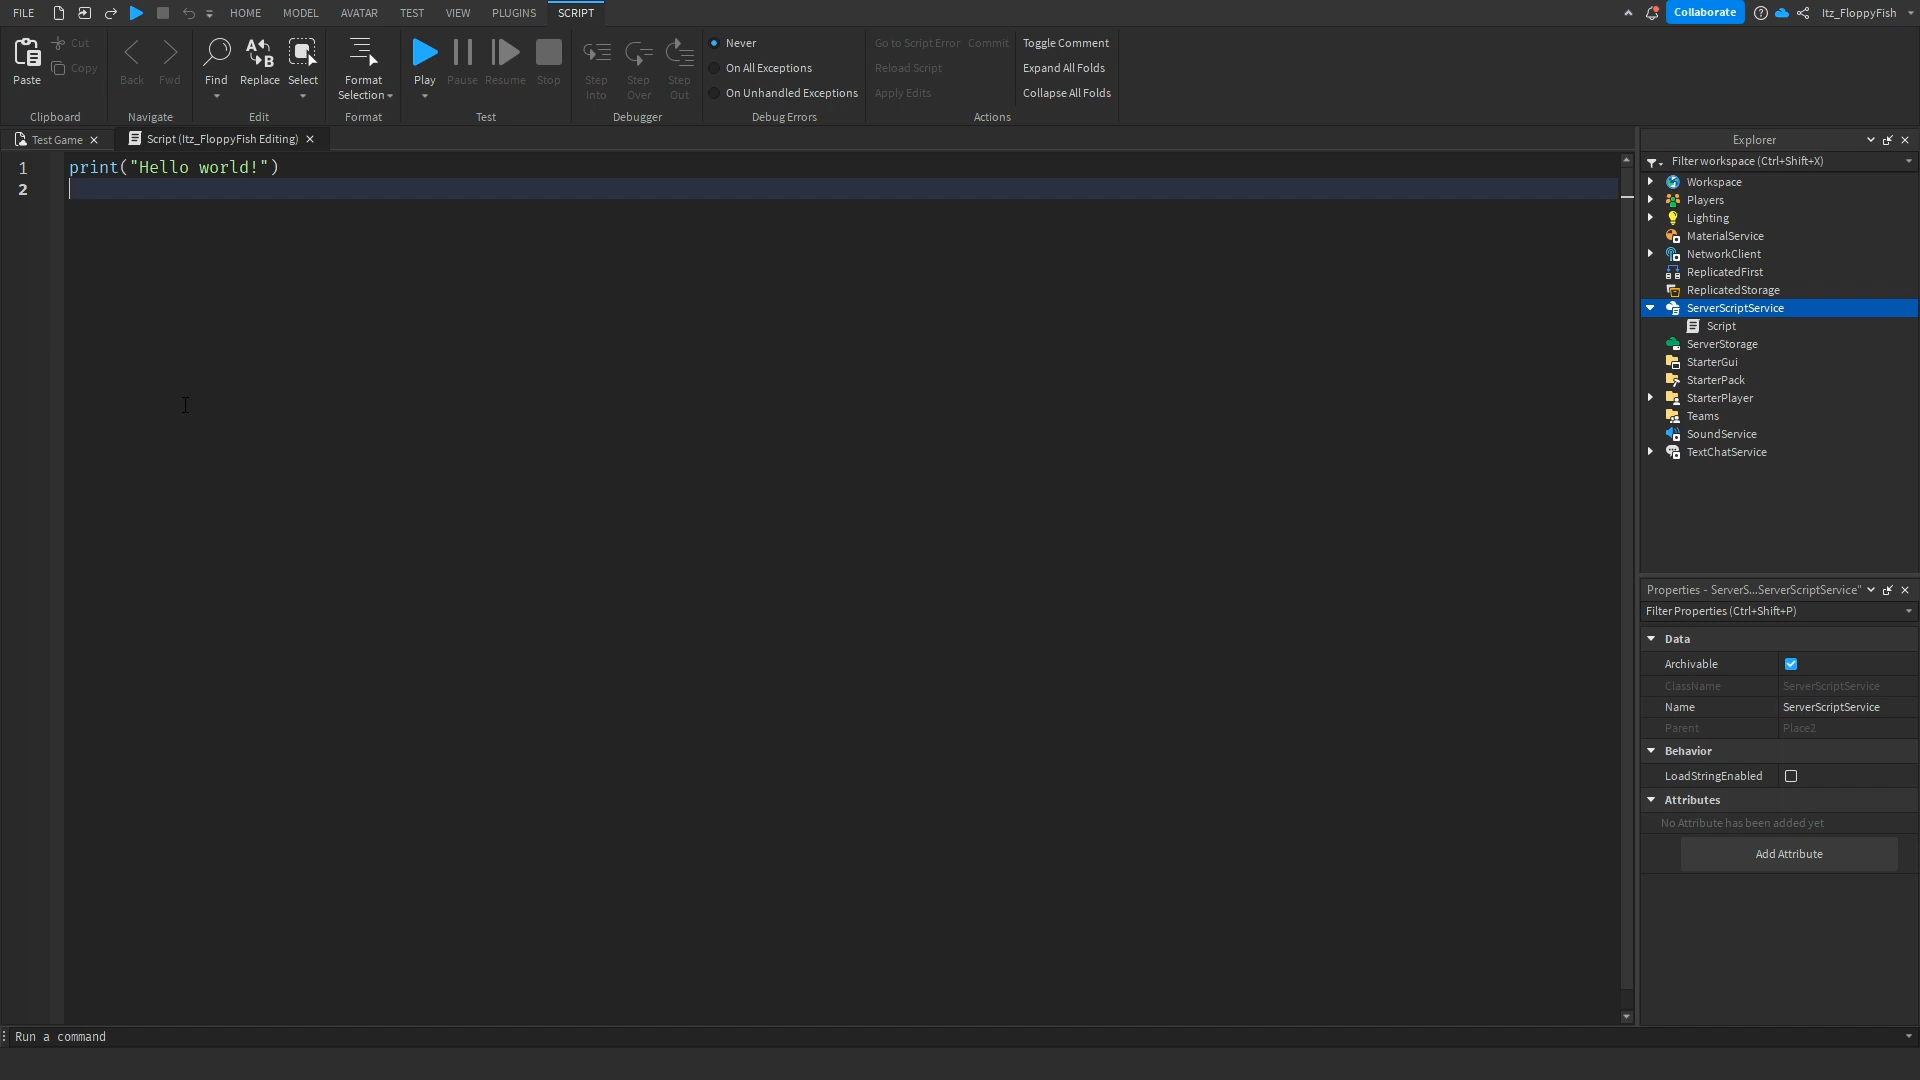 FILE HOME MODEL AVATAR TEST VIEW PLUGINS SCRIPT Collaborate Itz_FloppyFish
Paste Cut Copy
Clipboard
Back Fwd
Navigate
Find Replace Select
Edit
Format Selection
Format
Play Pause Resume Stop
Test
Step Into Step Over Step Out
Debugger
Never
On All Exceptions
On Unhandled Exceptions
Debug Errors
Go to Script Error Commit Toggle Comment
Reload Script Expand All Folds
Apply Edits Collapse All Folds
Actions
Test Game Script (Itz_FloppyFish Editing)
1 print("Hello world!")
2
Explorer
Filter workspace (Ctrl+Shift+X)
Workspace
Players
Lighting
MaterialService
NetworkClient
ReplicatedFirst
ReplicatedStorage
ServerScriptService
Script
ServerStorage
StarterGui
StarterPack
StarterPlayer
Teams
SoundService
TextChatService
Properties - ServerS...ServerScriptService"
Filter Properties (Ctrl+Shift+P)
Data
Archivable
ClassName ServerScriptService
Name ServerScriptService
Parent Place2
Behavior
LoadStringEnabled
Attributes
No Attribute has been added yet
Add Attribute
Run a command